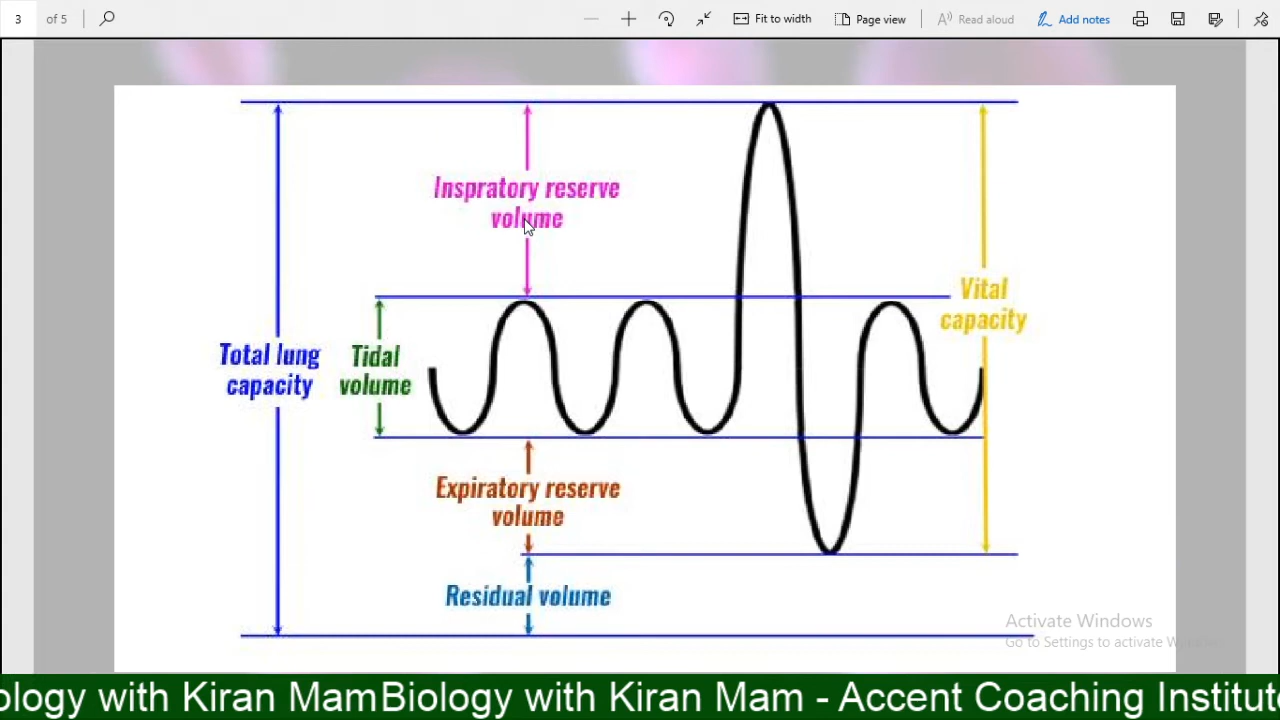 3 of 5 Fit to width Page view Read aloud Add notes
Inspratory reserve
volume
Vital
capacity
Total lung
capacity
Tidal
volume
Expiratory reserve
volume
Residual volume
Activate Windows
Go to Settings to activate
ology with Kiran MamBiology with Kiran Mam - Accent Coaching Institut